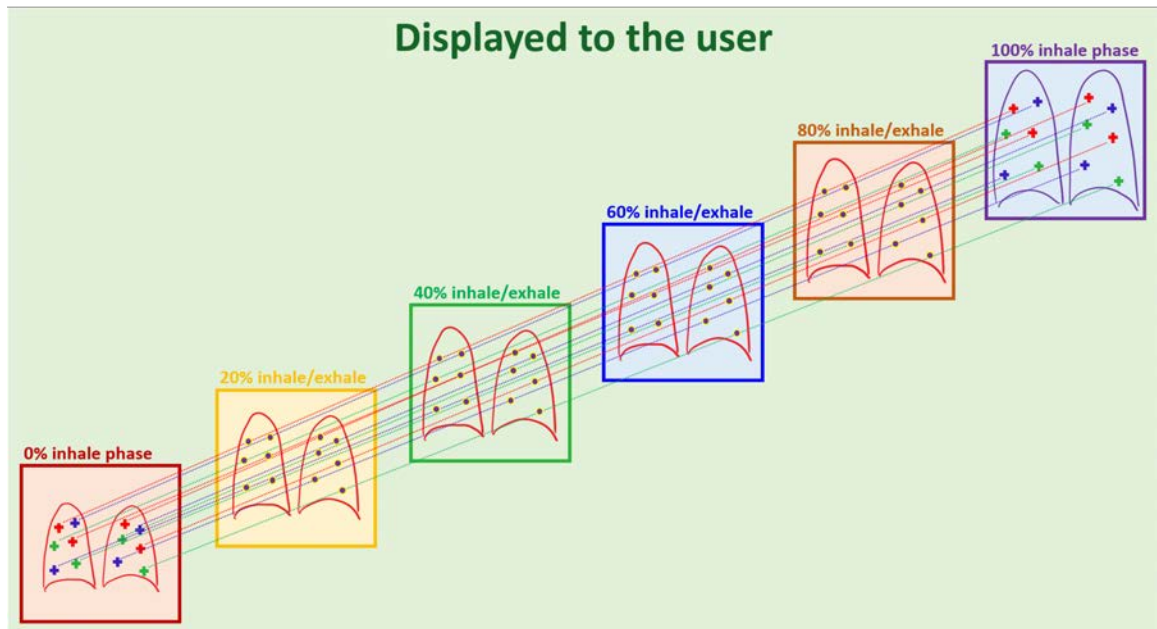 Displayed to the user
100% inhale phase
80% inhale/exhale
60% inhale/exhale
40% inhale/exhale
20% inhale/exhale
0% inhale phase